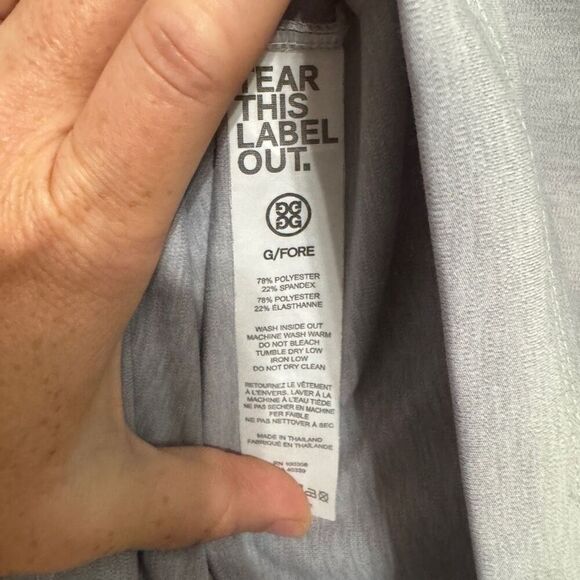 TEAR
THIS
LABEL
OUT.
G/FORE
78% POLYESTER
22% SPANDEX
78% POLYESTER
22% ÉLASTHANNE
WASH INSIDE OUT
MACHINE WASH WARM
DO NOT BLEACH
TUMBLE DRY LOW
IRON LOW
DO NOT DRY CLEAN
RETOURNEZ LE VÊTEMENT
À L'ENVERS. LAVER À LA
MACHINE À L'EAU TIÈDE
NE PAS SECHER EN MACHINE
FER FAIBLE
NE PAS NETTOVER À SEC
MADE IN THAILAND
FABRIQUÉ EN THAÏLANDE